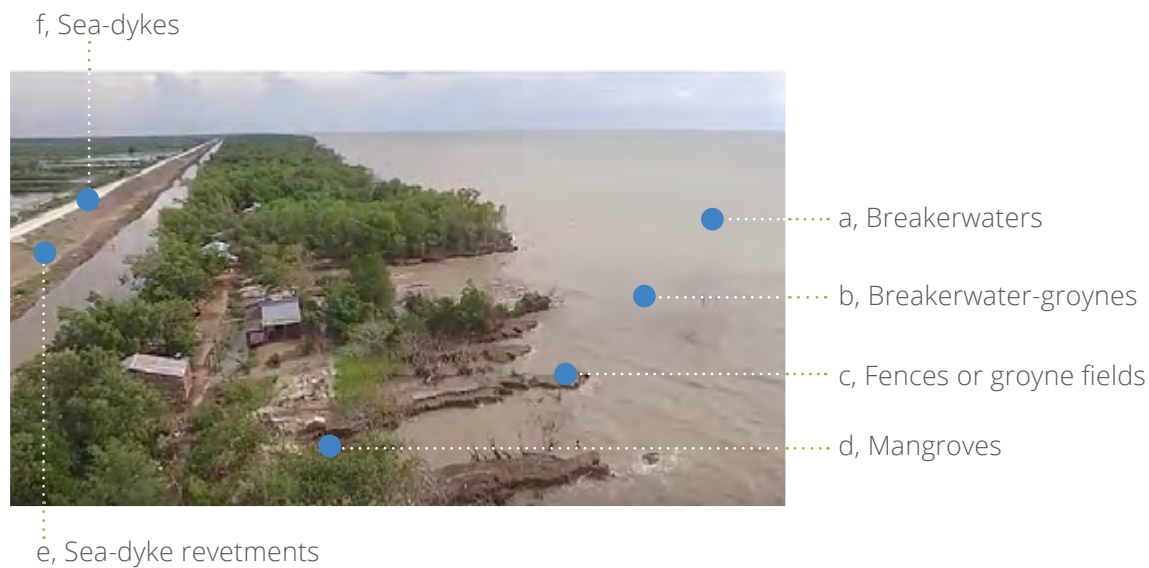 f, Sea-dykes
a, Breakerwaters
b, Breakerwater-groynes
c, Fences or groyne fields
d, Mangroves
e, Sea-dyke revetments